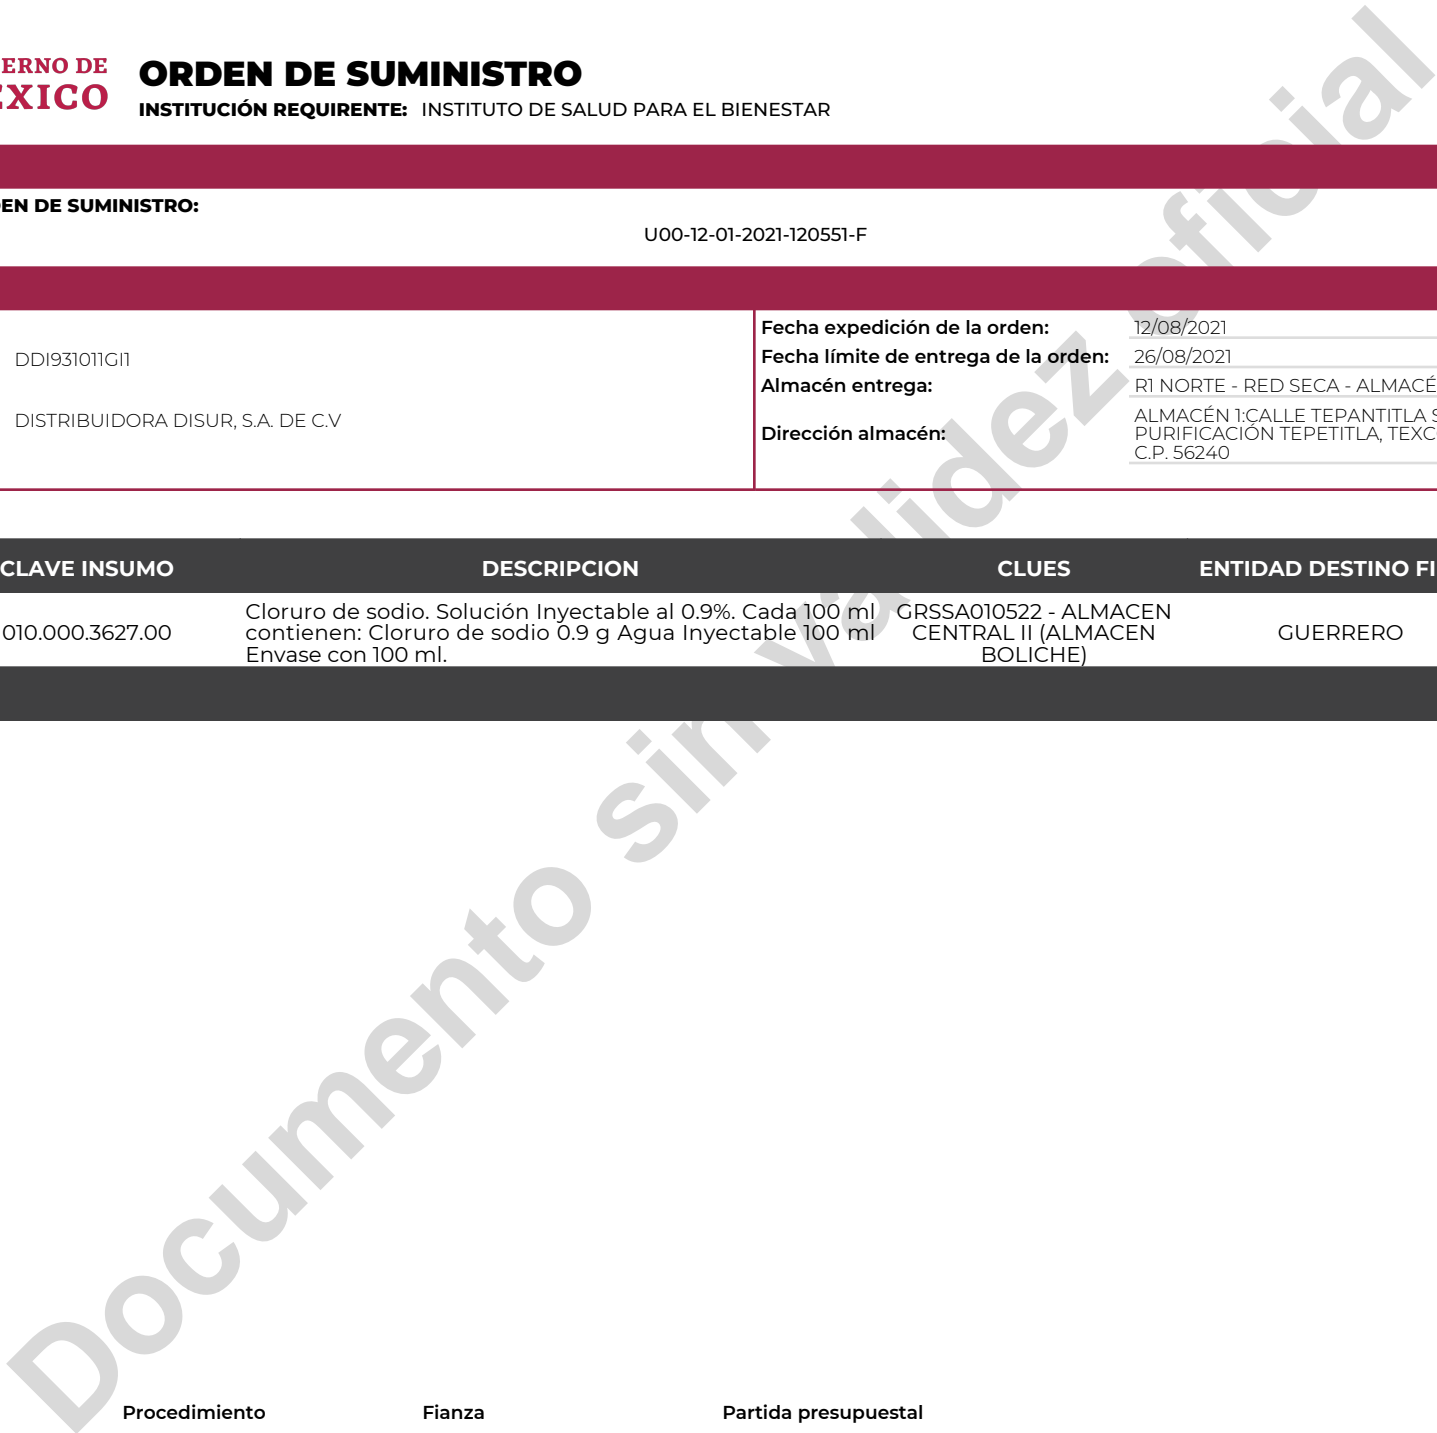 ERNO DE
EXICO
ORDEN DE SUMINISTRO
INSTITUCIÓN REQUIRENTE: INSTITUTO DE SALUD PARA EL BIENESTAR
EN DE SUMINISTRO:
U00-12-01-2021-120551-F
DDI931011GI1
DISTRIBUIDORA DISUR, S.A. DE C.V
Fecha expedición de la orden: 12/08/2021
Fecha límite de entrega de la orden: 26/08/2021
Almacén entrega: R1 NORTE - RED SECA - ALMACÉ
Dirección almacén:
ALMACÉN 1:CALLE TEPANTITLA S
PURIFICACIÓN TEPETITLA, TEXC
C.P. 56240
CLAVE INSUMO DESCRIPCION CLUES ENTIDAD DESTINO FI
010.000.3627.00
Cloruro de sodio. Solución Inyectable al 0.9%. Cada 100 ml
contienen: Cloruro de sodio 0.9 g Agua Inyectable 100 ml
Envase con 100 ml.
GRSSA010522 - ALMACEN
CENTRAL II (ALMACEN
BOLICHE)
GUERRERO
Documento sin validez oficial
Procedimiento Fianza Partida presupuestal